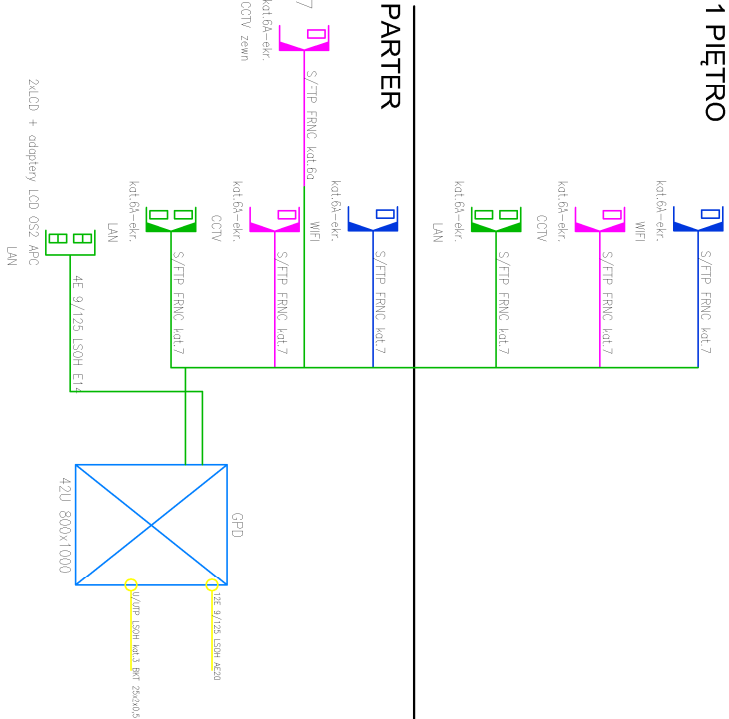 1 PIĘTRO
kat.6A-ekr.
WIFI
S/FTP FRNC kat.7
kat.6A-ekr.
CCTV
S/FTP FRNC kat.7
kat.6A-ekr.
LAN
S/FTP FRNC kat.7
PARTER
7
kat.6A-ekr.
CCTV zewn
S/FTP FRNC kat.6a
kat.6A-ekr.
WIFI
S/FTP FRNC kat.7
kat.6A-ekr.
CCTV
S/FTP FRNC kat.7
kat.6A-ekr.
LAN
S/FTP FRNC kat.7
2xLCD + adaptery LCD OS2 APC
LAN
4E 9/125 LSOH E14
GPD
42U 800x1000
12E 9/125 LSOH AE20
U/UTP LSOH kat.3 BKT 25x2x0,5